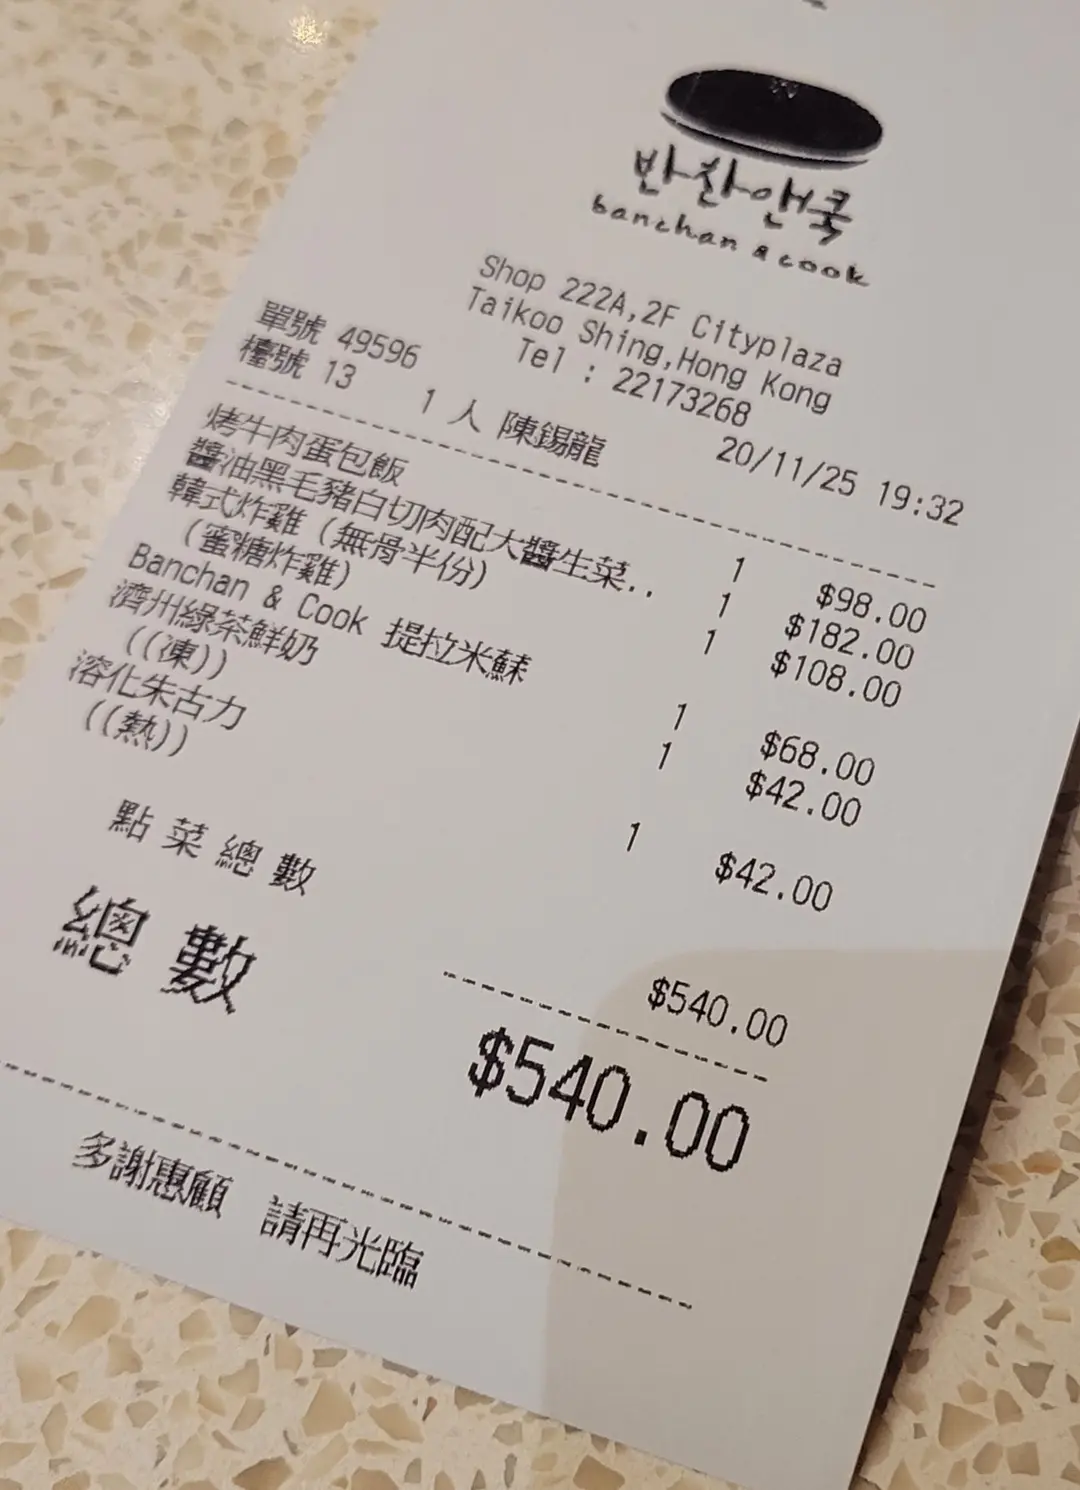 반찬앤쿡
banchan & cook
Shop 222A,2F Cityplaza
Taikoo Shing,Hong Kong
Tel : 22173268
單號 49596
檯號 13 1 人 陳錫龍 20/11/25 19:32
烤牛肉蛋包飯 1 $98.00
醬油黑毛豬白切肉配大醬生菜.. 1 $182.00
韓式炸雞 (無骨半份) 1 $108.00
(蜜糖炸雞)
Banchan & Cook 提拉米蘇 1 $68.00
濟州綠茶鮮奶 1 $42.00
((凍))
溶化朱古力 1 $42.00
((熱))
點菜總數 $540.00
總數 $540.00
多謝惠顧 請再光臨